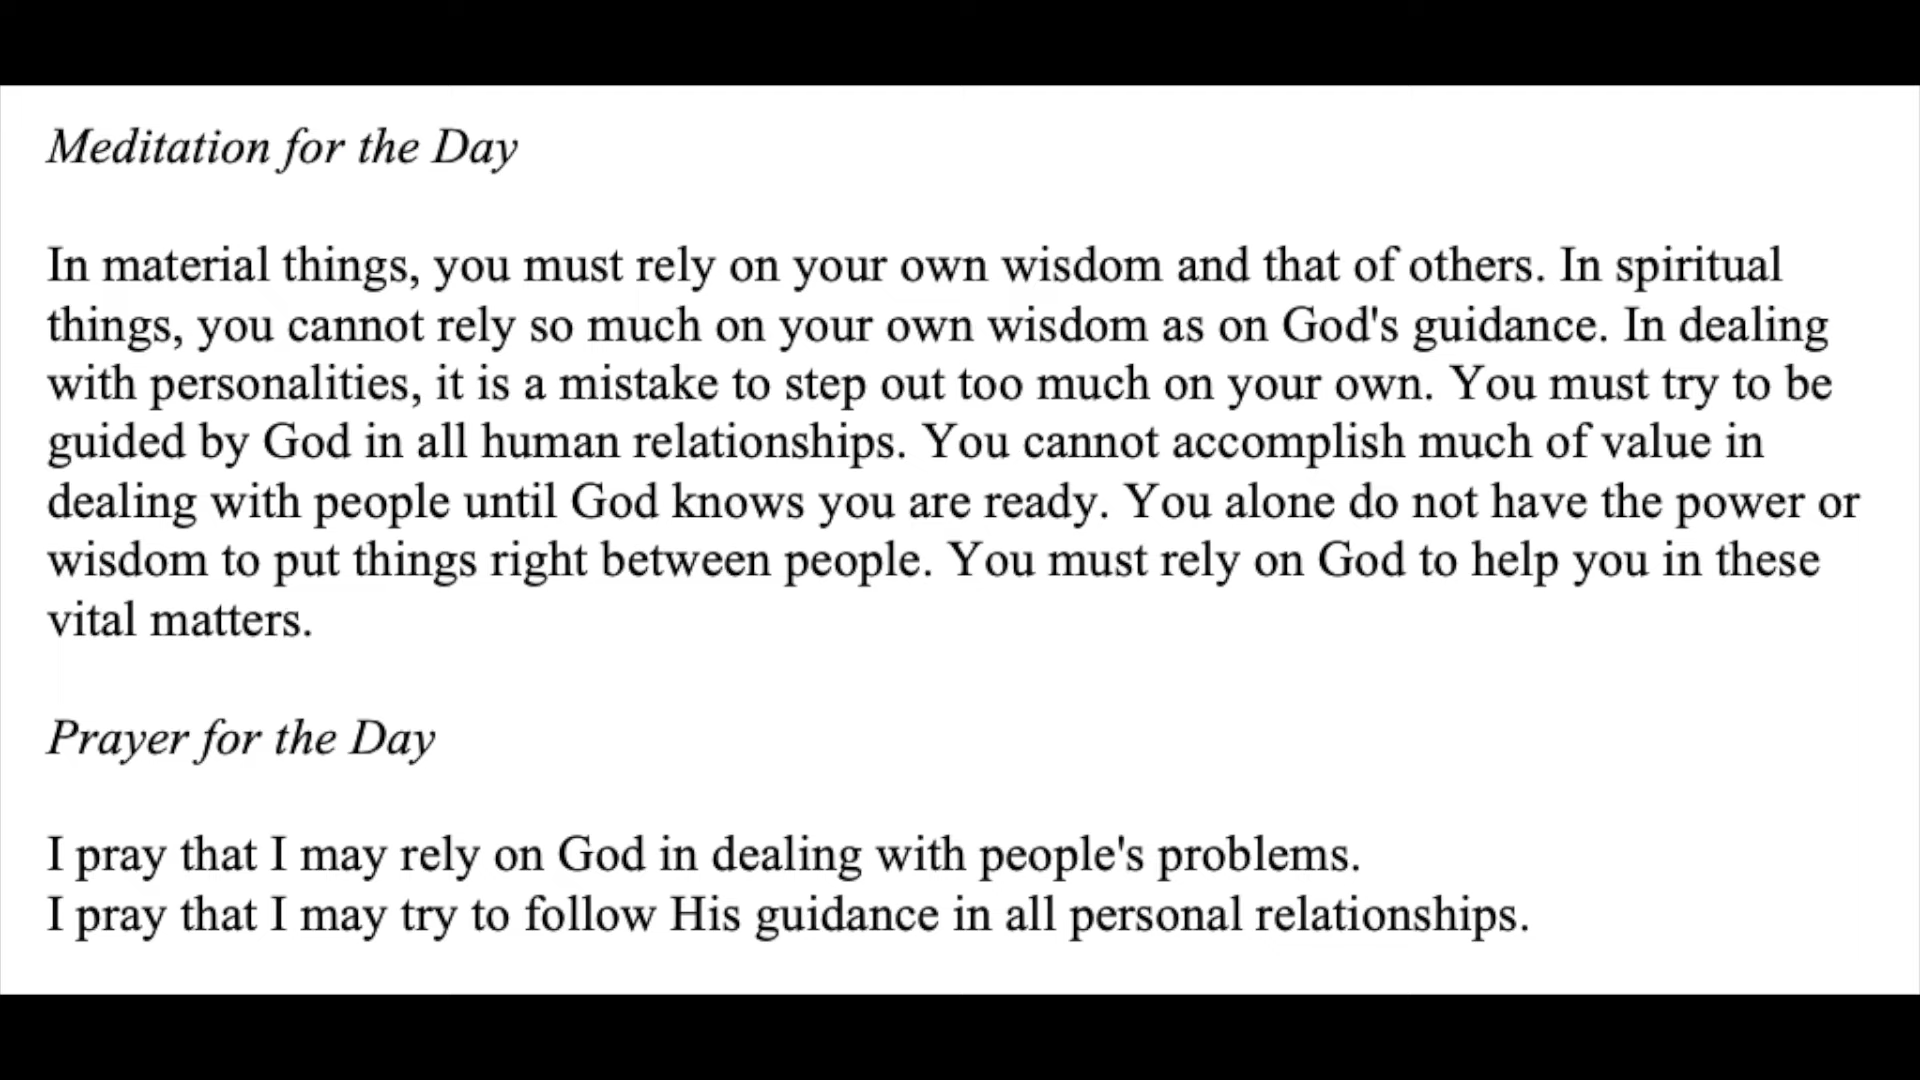 Meditation for the Day
In material things, you must rely on your own wisdom and that of others. In spiritual
things, you cannot rely so much on your own wisdom as on God's guidance. In dealing
with personalities, it is a mistake to step out too much on your own. You must try to be
guided by God in all human relationships. You cannot accomplish much of value in
dealing with people until God knows you are ready. You alone do not have the power or
wisdom to put things right between people. You must rely on God to help you in these
vital matters.
Prayer for the Day
I pray that I may rely on God in dealing with people's problems.
I pray that I may try to follow His guidance in all personal relationships.